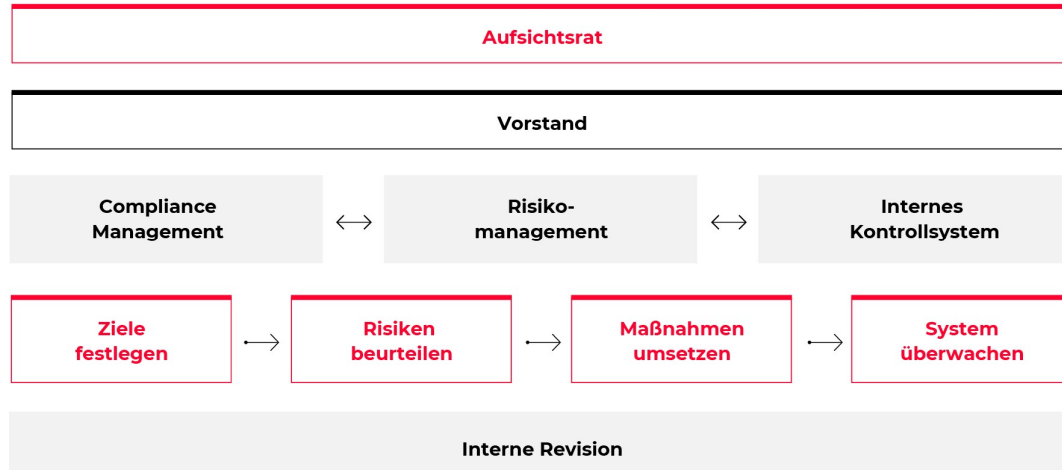 Aufsichtsrat
Vorstand
Compliance
Management
Risiko-
management
Internes
Kontrollsystem
Ziele
festlegen
Risiken
beurteilen
Maßnahmen
umsetzen
System
überwachen
Interne Revision